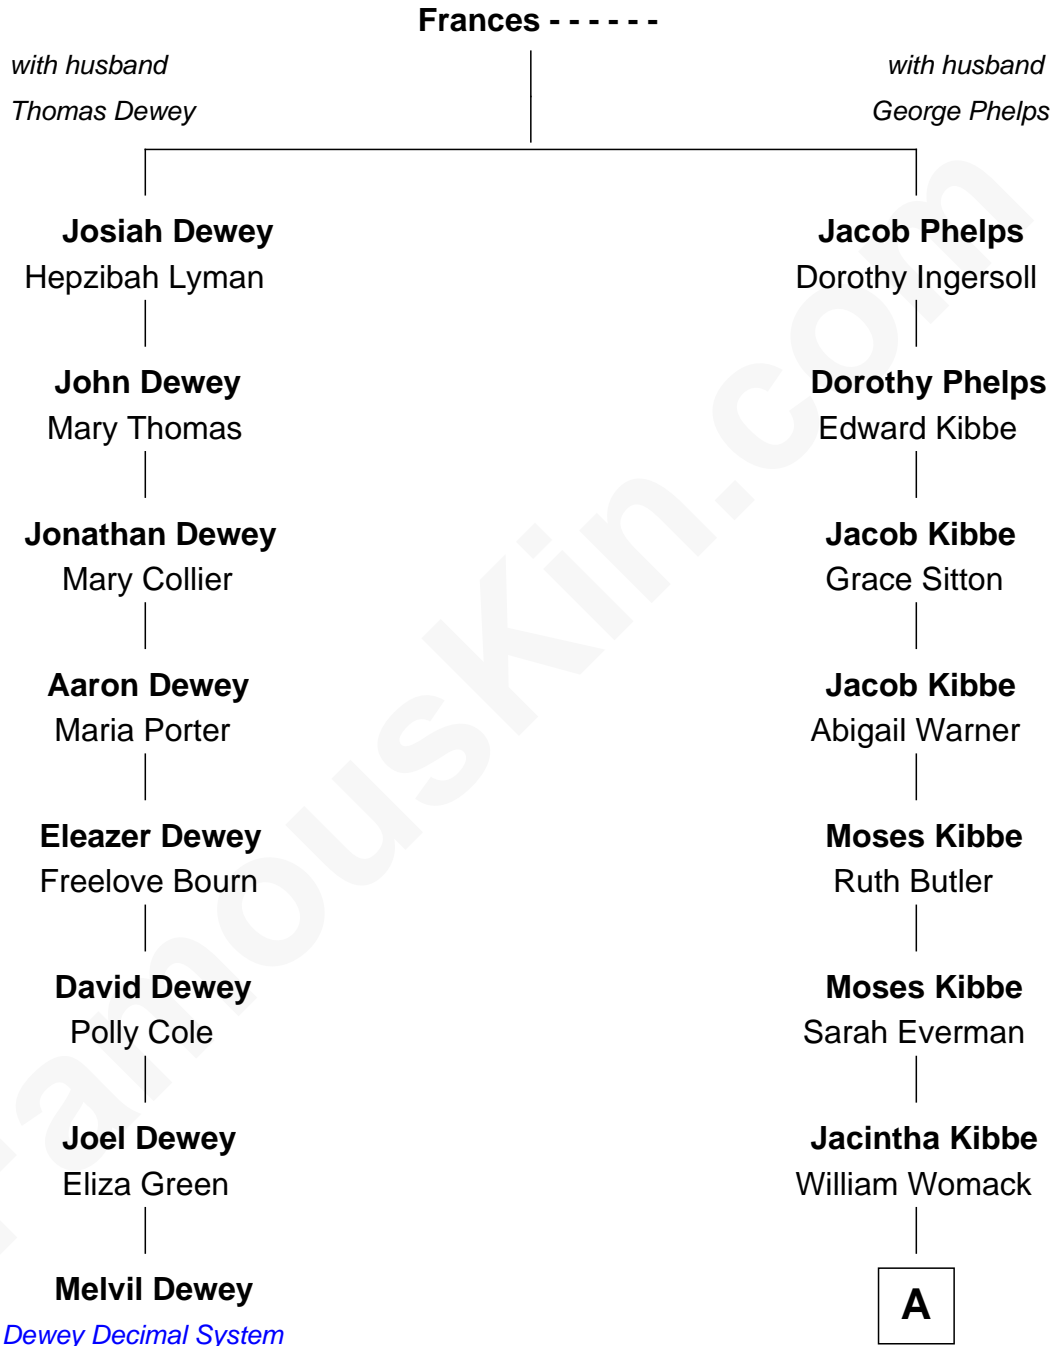 Frances - - - - - -
with husband
Thomas Dewey
with husband
George Phelps
Josiah Dewey
Hepzibah Lyman
Jacob Phelps
Dorothy Ingersoll
John Dewey
Mary Thomas
Dorothy Phelps
Edward Kibbe
Jonathan Dewey
Mary Collier
Jacob Kibbe
Grace Sitton
Aaron Dewey
Maria Porter
Jacob Kibbe
Abigail Warner
Eleazer Dewey
Freelove Bourn
Moses Kibbe
Ruth Butler
David Dewey
Polly Cole
Moses Kibbe
Sarah Everman
Joel Dewey
Eliza Green
Jacintha Kibbe
William Womack
Melvil Dewey
Dewey Decimal System
A
FamousKin.com